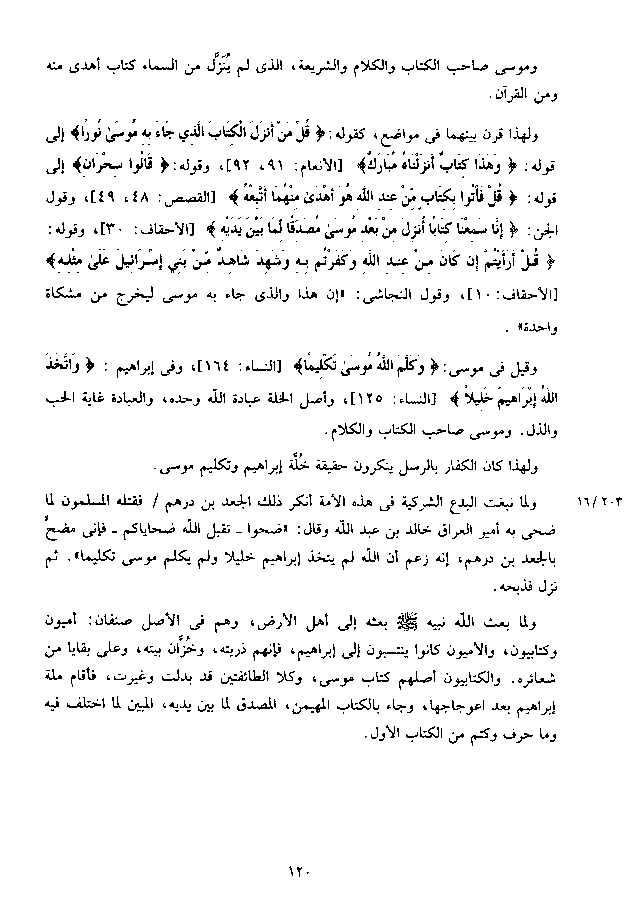 وموسى صاحب الكتاب والكلام والشريعة، الذى لم يُنَزَّل من السماء كتاب أهدى منه
ومن القرآن.
ولهذا قرن بينهما فى مواضع، كقوله: ﴿ قُلْ مَنْ أَنزَلَ الْكِتَابَ الَّذِي جَاءَ بِهِ مُوسَىٰ نُورًا﴾ إلى
قوله: ﴿ وَهَذَا كِتَابٌ أَنزَلْنَاهُ مُبَارَكٌ﴾ [الأنعام: ٩١، ٩٢]، وقوله: ﴿ قَالُوا سِحْرَانِ﴾ إلى
قوله: ﴿ قُلْ فَأْتُوا بِكِتَابٍ مِّنْ عِندِ اللَّهِ هُوَ أَهْدَىٰ مِنْهُمَا أَتَّبِعْهُ ﴾ [القصص: ٤٨، ٤٩]، وقول
الجن: ﴿ إِنَّا سَمِعْنَا كِتَابًا أُنزِلَ مِنْ بَعْدِ مُوسَىٰ مُصَدِّقًا لِّمَا بَيْنَ يَدَيْهِ ﴾ [الأحقاف: ٣٠]، وقوله:
﴿ قُلْ أَرَأَيْتُمْ إِن كَانَ مِنْ عِندِ اللَّهِ وَكَفَرْتُم بِهِ وَشَهِدَ شَاهِدٌ مِّنْ بَنِي إِسْرَائِيلَ عَلَىٰ مِثْلِهِ﴾
[الأحقاف: ١٠]، وقول النجاشى: «إن هذا والذى جاء به موسى ليخرج من مشكاة
واحدة» .
وقيل فى موسى: ﴿ وَكَلَّمَ اللَّهُ مُوسَىٰ تَكْلِيمًا﴾ [النساء: ١٦٤]، وفى إبراهيم : ﴿ وَاتَّخَذَ
اللَّهُ إِبْرَاهِيمَ خَلِيلاً ﴾ [النساء: ١٢٥]، وأصل الخلة عبادة الله وحده، والعبادة غاية الحب
والذل. وموسى صاحب الكتاب والكلام.
ولهذا كان الكفار بالرسل ينكرون حقيقة خُلَّة إبراهيم وتكليم موسى.
١٦/٢٠٣ ولما نبغت البدع الشركية فى هذه الأمة أنكر ذلك الجعد بن درهم / فقتله المسلمون لما
ضحى به أمير العراق خالد بن عبد الله وقال: «ضحوا ـ تقبل الله ضحاياكم ـ فإنى مضحٍّ
بالجعد بن درهم، إنه زعم أن الله لم يتخذ إبراهيم خليلا ولم يكلم موسى تكليما». ثم
نزل فذبحه.
ولما بعث الله نبيه ﷺ بعثه إلى أهل الأرض، وهم فى الأصل صنفان: أميون
وكتابيون، والأميون كانوا ينتسبون إلى إبراهيم، فإنهم ذريته، وخُزَّان بيته، وعلى بقايا من
شعائره. والكتابيون أصلهم كتاب موسى، وكلا الطائفتين قد بدلت وغيرت، فأقام ملة
إبراهيم بعد اعوجاجها، وجاء بالكتاب المهيمن، المصدق لما بين يديه، المبين لما اختلف فيه
وما حرف وكتم من الكتاب الأول.
١٢٠